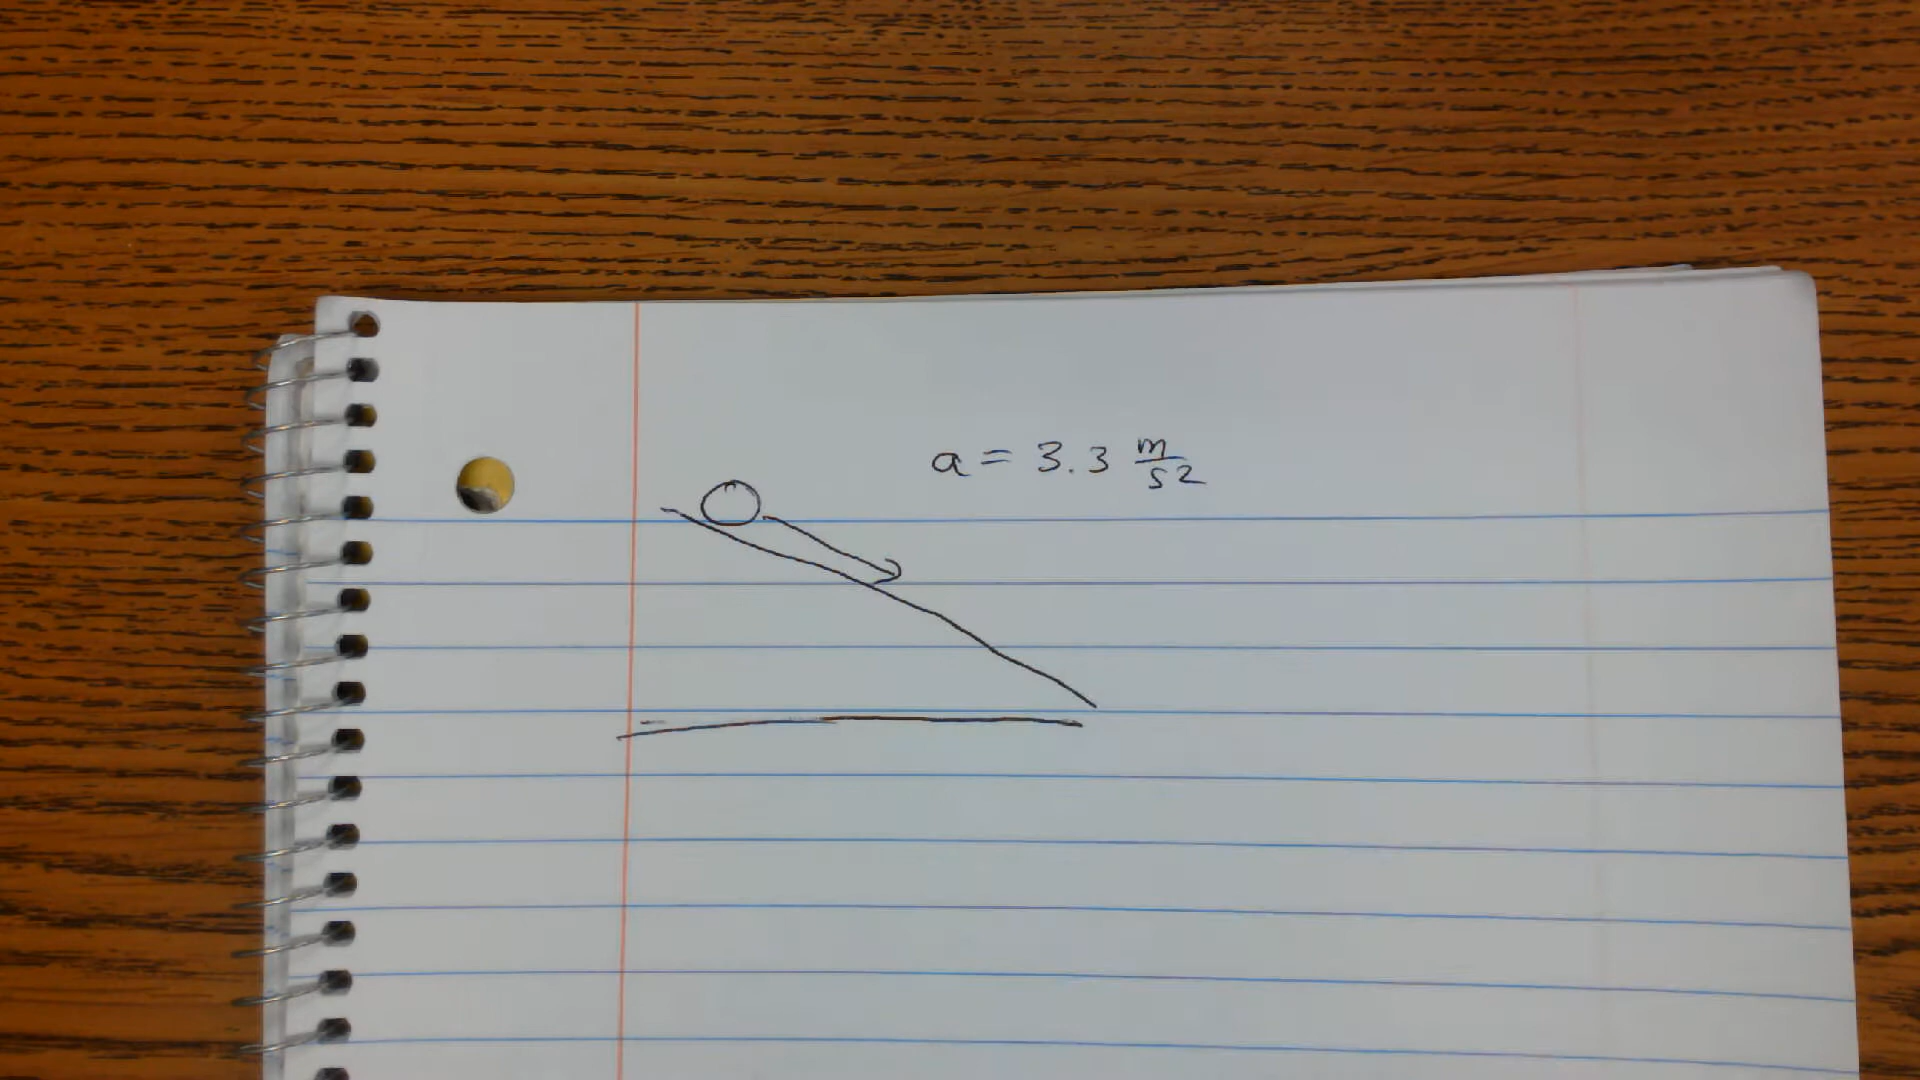 a = 3.3 m/s2